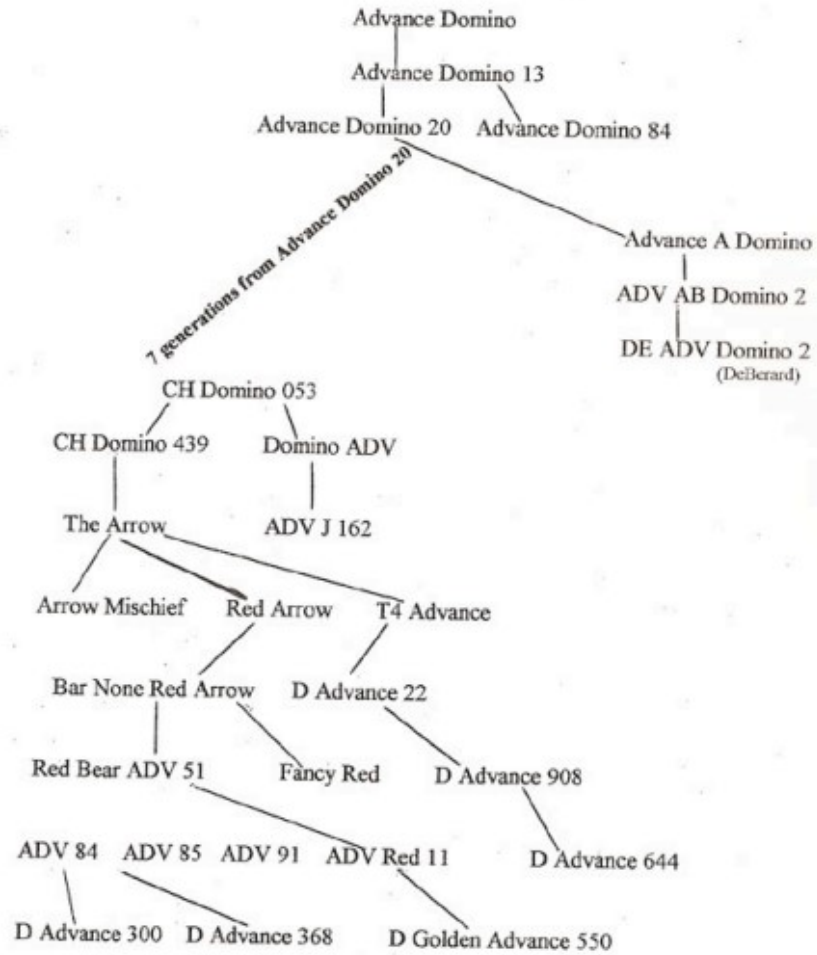 Advance Domino
Advance Domino 13
Advance Domino 20 Advance Domino 84
7 generations from Advance Domino 20
Advance A Domino
ADV AB Domino 2
DE ADV Domino 2
(DeBerard)
CH Domino 053
CH Domino 439 Domino ADV
The Arrow ADV J 162
Arrow Mischief Red Arrow T4 Advance
Bar None Red Arrow D Advance 22
Red Bear ADV 51 Fancy Red D Advance 908
ADV 84 ADV 85 ADV 91 ADV Red 11 D Advance 644
D Advance 300 D Advance 368 D Golden Advance 550